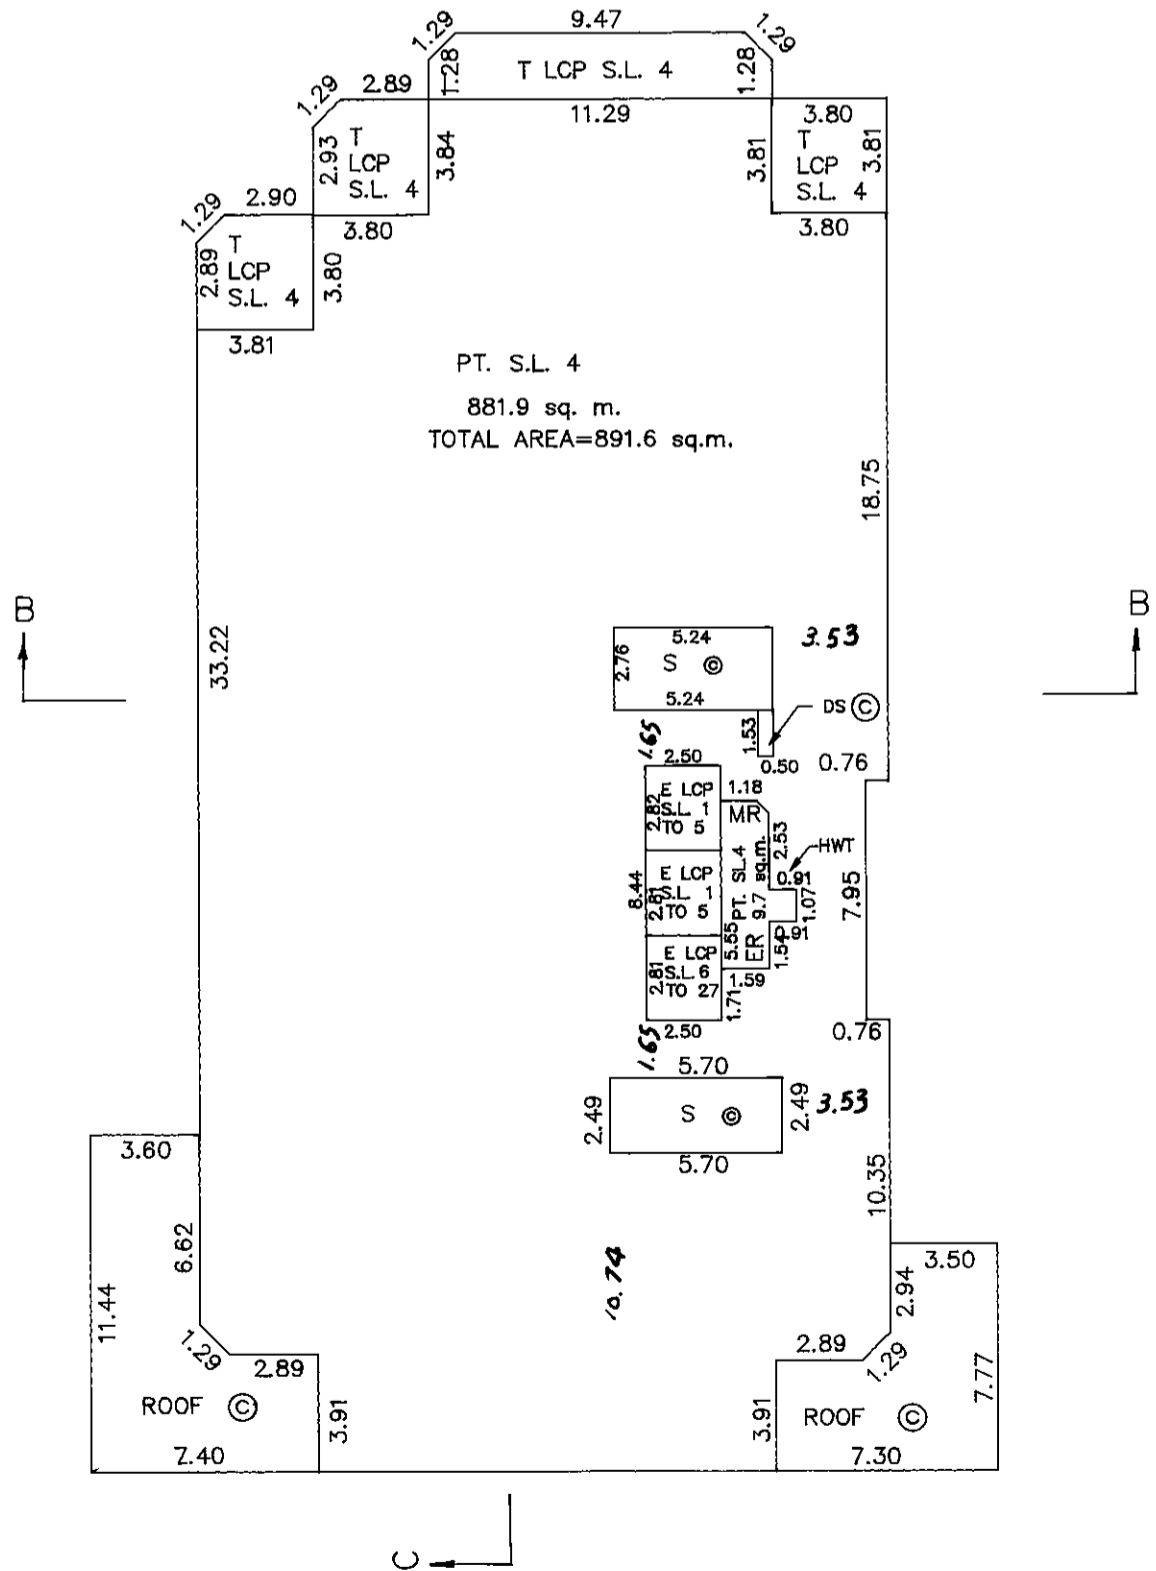 9.47
1.29
1.29
1.28
T LCP S.L. 4
1.28
2.89
1.29
11.29
3.80
T
LCP
S.L. 4
2.93
3.84
3.81
T
LCP
S.L. 4
3.81
2.90
1.29
3.80
3.80
T
LCP
S.L. 4
2.89
3.80
3.81
PT. S.L. 4
881.9 sq. m.
TOTAL AREA=891.6 sq.m.
18.75
B
B
33.22
5.24
3.53
2.76
S ©
5.24
DS ©
1.53
1.65
2.50
0.50
0.76
E LCP
S.L. 1
TO 5
2.82
1.18
MR
2.53
HWT
0.91
8.44
E LCP
S.L. 1
TO 5
2.81
PT. SL.4
9.7 sq.m.
1.07
7.95
.91
5.55
ER
1.54
E LCP
S.L.6
TO 27
2.81
1.59
1.71
2.50
0.76
1.65
5.70
2.49
S ©
2.49
3.53
5.70
3.60
10.35
6.62
10.74
3.50
2.94
11.44
1.29
2.89
2.89
1.29
7.77
ROOF ©
3.91
3.91
ROOF ©
7.40
7.30
C